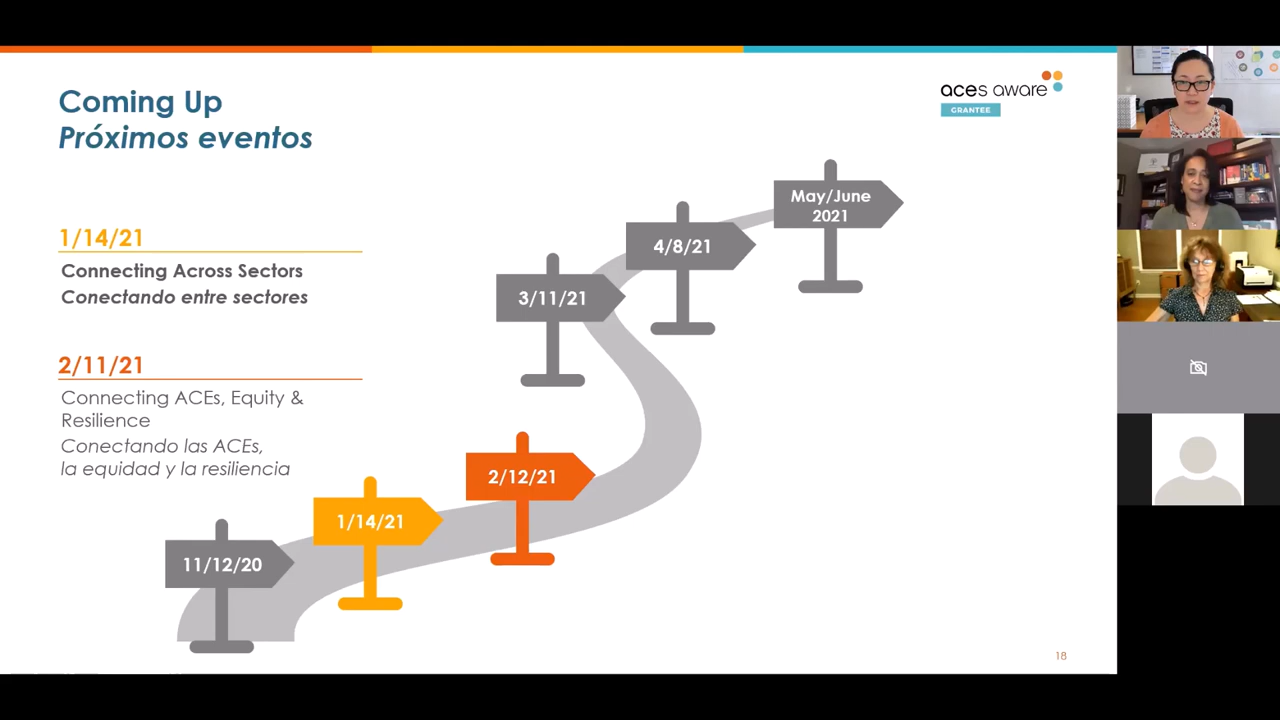 Coming Up
Próximos eventos
aces aware
GRANTEE
1/14/21
Connecting Across Sectors
Conectando entre sectores
2/11/21
Connecting ACEs, Equity &
Resilience
Conectando las ACEs,
la equidad y la resiliencia
11/12/20
1/14/21
2/12/21
3/11/21
4/8/21
May/June
2021
18